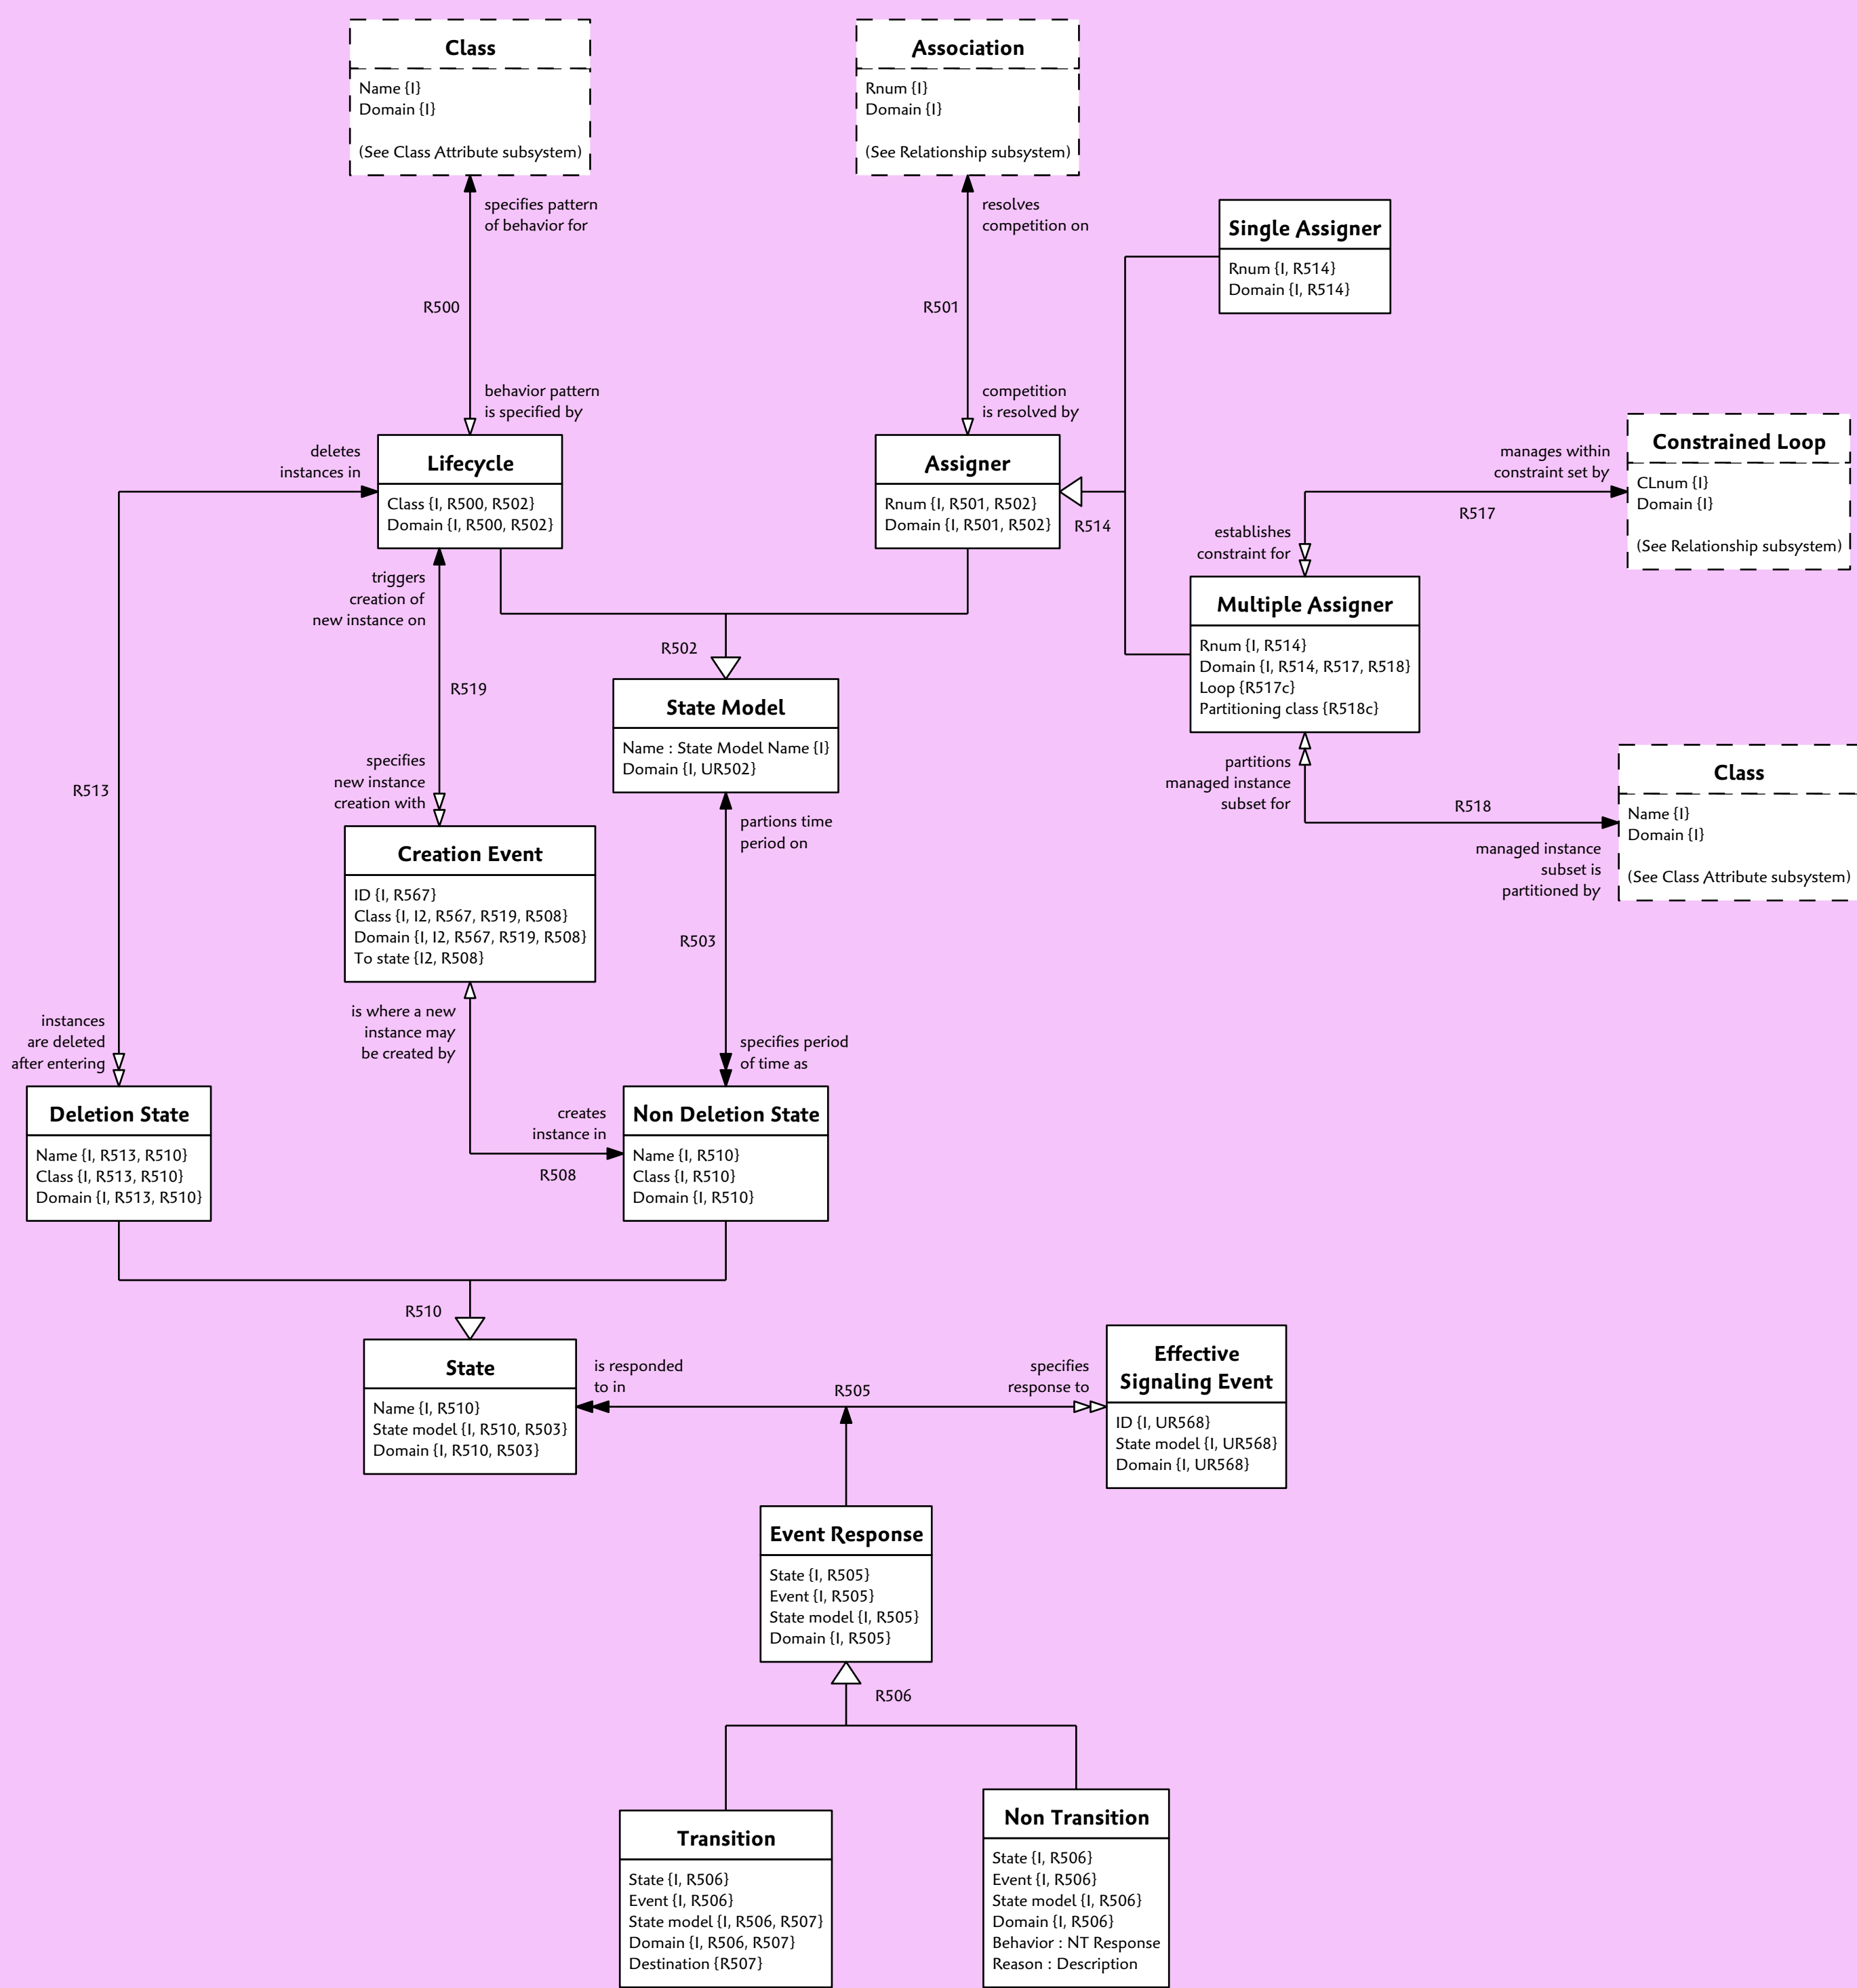 Class
Name {I}
Domain {I}
(See Class Attribute subsystem)
Association
Rnum {I}
Domain {I}
(See Relationship subsystem)
specifies pattern
of behavior for
R500
behavior pattern
is specified by
resolves
competition on
R501
competition
is resolved by
Single Assigner
Rnum {I, R514}
Domain {I, R514}
deletes
instances in
Lifecycle
Class {I, R500, R502}
Domain {I, R500, R502}
Assigner
Rnum {I, R501, R502}
Domain {I, R501, R502}
R514
manages within
constraint set by
R517
establishes
constraint for
Constrained Loop
CLnum {I}
Domain {I}
(See Relationship subsystem)
triggers
creation of
new instance on
R519
specifies
new instance
creation with
R502
State Model
Name : State Model Name {I}
Domain {I, UR502}
Multiple Assigner
Rnum {I, R514}
Domain {I, R514, R517, R518}
Loop {R517c}
Partitioning class {R518c}
partitions
managed instance
subset for
R518
managed instance
subset is
partitioned by
Class
Name {I}
Domain {I}
(See Class Attribute subsystem)
R513
instances
are deleted
after entering
Creation Event
ID {I, R567}
Class {I, I2, R567, R519, R508}
Domain {I, I2, R567, R519, R508}
To state {I2, R508}
partions time
period on
R503
specifies period
of time as
is where a new
instance may
be created by
creates
instance in
R508
Deletion State
Name {I, R513, R510}
Class {I, R513, R510}
Domain {I, R513, R510}
Non Deletion State
Name {I, R510}
Class {I, R510}
Domain {I, R510}
R510
State
Name {I, R510}
State model {I, R510, R503}
Domain {I, R510, R503}
is responded
to in
R505
specifies
response to
Effective
Signaling Event
ID {I, UR568}
State model {I, UR568}
Domain {I, UR568}
Event Response
State {I, R505}
Event {I, R505}
State model {I, R505}
Domain {I, R505}
R506
Transition
State {I, R506}
Event {I, R506}
State model {I, R506, R507}
Domain {I, R506, R507}
Destination {R507}
Non Transition
State {I, R506}
Event {I, R506}
State model {I, R506}
Domain {I, R506}
Behavior : NT Response
Reason : Description